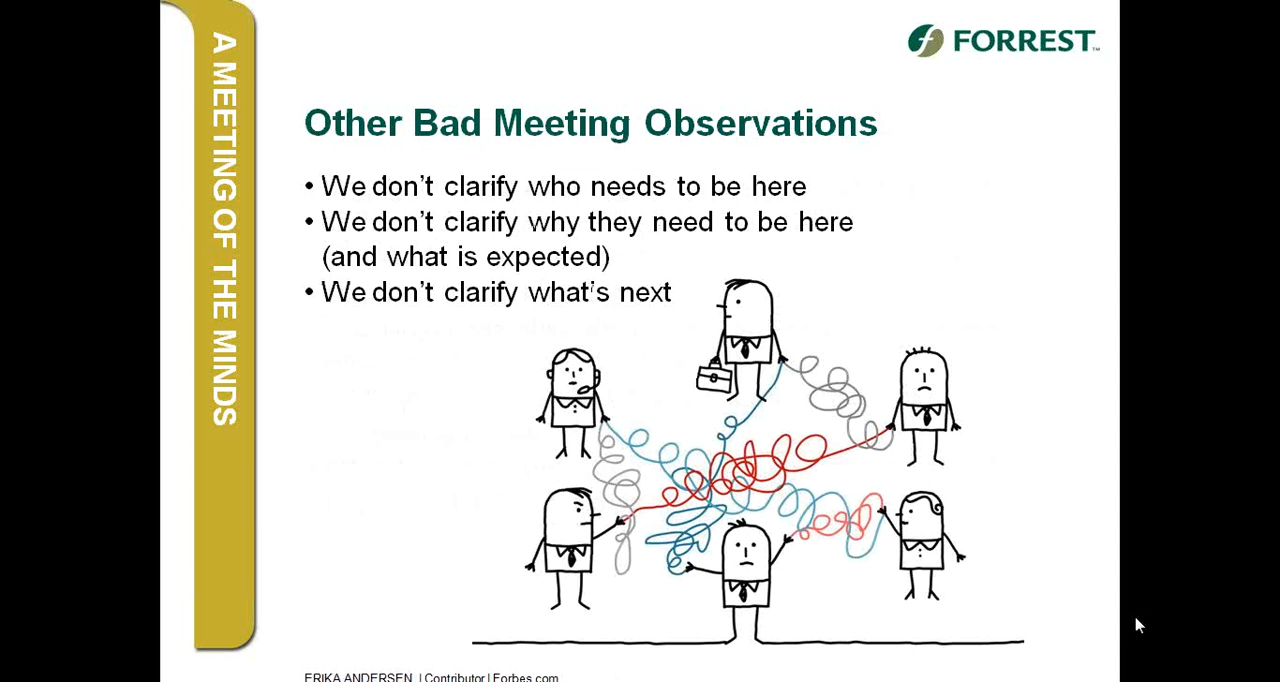 A MEETING OF THE MINDS
FORREST™
Other Bad Meeting Observations
• We don't clarify who needs to be here
• We don't clarify why they need to be here
(and what is expected)
• We don't clarify what's next
ERIKA ANDERSEN | Contributor | Forbes.com